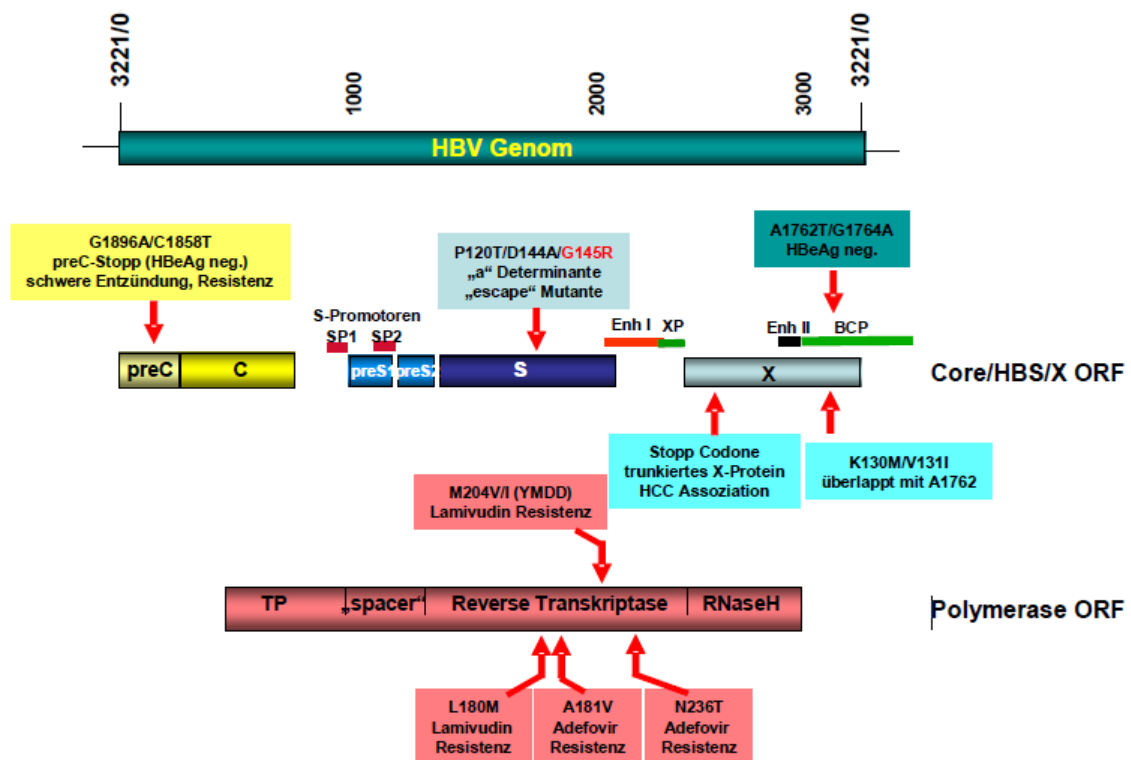 3221/0
1000
2000
3000
3221/0
HBV Genom
G1896A/C1858T
preC-Stopp (HBeAg neg.)
schwere Entzündung, Resistenz
P120T/D144A/G145R
„a“ Determinante
„escape“ Mutante
A1762T/G1764A
HBeAg neg.
S-Promotoren
SP1
SP2
Enh I
XP
Enh II
BCP
preC
C
preS1
preS2
S
X
Core/HBS/X ORF
Stopp Codone
trunkiertes X-Protein
HCC Assoziation
K130M/V131I
überlappt mit A1762
M204V/I (YMDD)
Lamivudin Resistenz
TP
„spacer“
Reverse Transkriptase
RNaseH
Polymerase ORF
L180M
Lamivudin
Resistenz
A181V
Adefovir
Resistenz
N236T
Adefovir
Resistenz